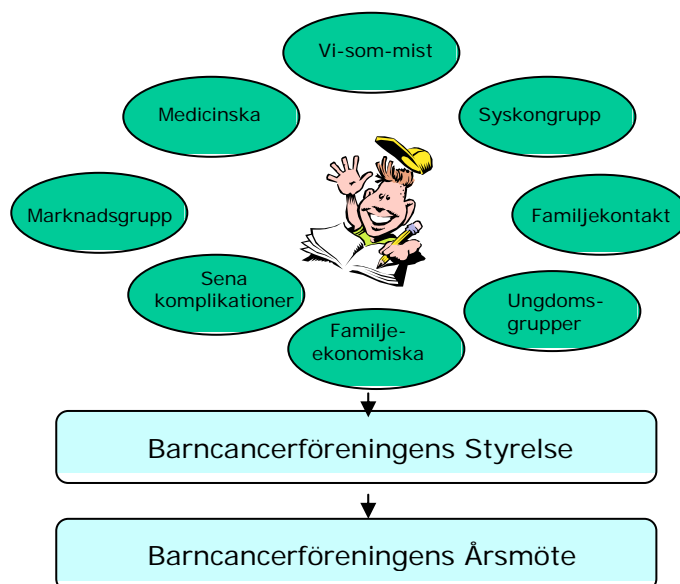 Vi-som-mist
Medicinska
Syskongrupp
Marknadsgrupp
Familjekontakt
Sena
komplikationer
Ungdoms-
grupper
Familje-
ekonomiska
Barncancerföreningens Styrelse
Barncancerföreningens Årsmöte